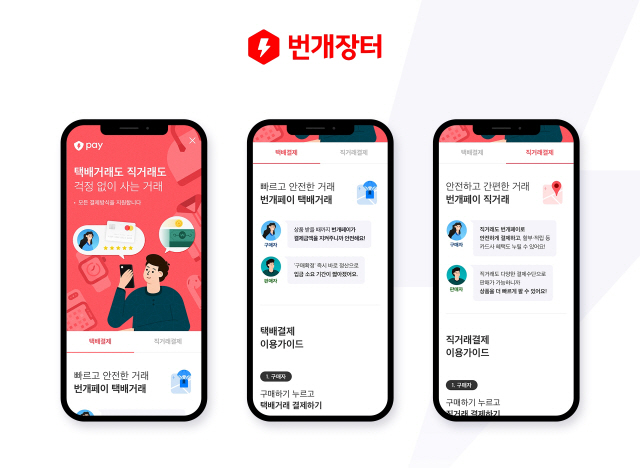 번개장터
pay
택배거래도 직거래도
걱정 없이 사는 거래
• 모든 결제방식을 지원합니다.
택배결제
직거래결제
빠르고 안전한 거래
번개페이 택배거래
택배결제
직거래결제
빠르고 안전한 거래
번개페이 택배거래
상품 받을 때까지 번개페이가
결제금액을 지켜주니까 안전해요!
구매자
'구매확정' 즉시 바로 정산으로
입금 소요 기간이 짧아졌어요.
판매자
택배결제
이용가이드
1. 구매자
구매하기 누르고
택배거래 결제하기
택배결제
직거래결제
안전하고 간편한 거래
번개페이 직거래
직거래도 번개페이로
안전하게 결제하고, 할부·적립 등
카드사 혜택도 누릴 수 있어요!
구매자
직거래도 다양한 결제수단으로
판매가 가능하니까
상품을 더 빠르게 팔 수 있어요!
판매자
직거래결제
이용가이드
1. 구매자
구매하기 누르고
직거래 결제하기